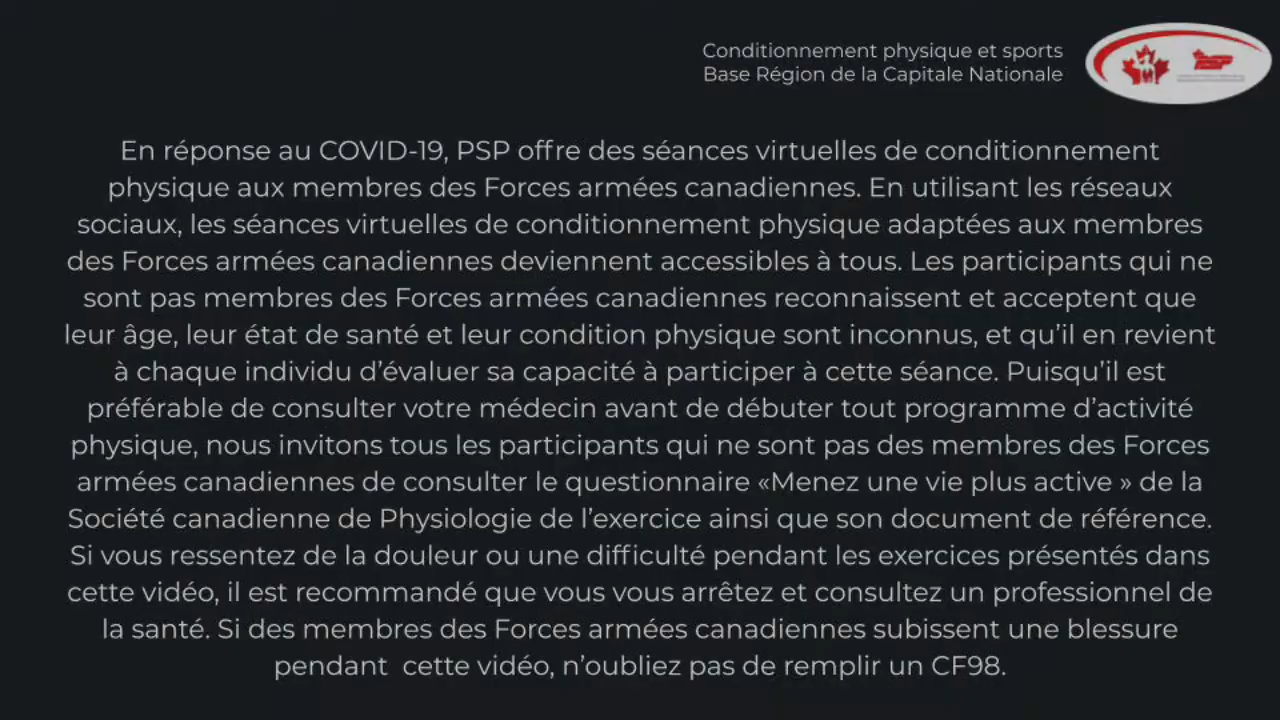 Conditionnement physique et sports
Base Région de la Capitale Nationale
PSP
En réponse au COVID-19, PSP offre des séances virtuelles de conditionnement
physique aux membres des Forces armées canadiennes. En utilisant les réseaux
sociaux, les séances virtuelles de conditionnement physique adaptées aux membres
des Forces armées canadiennes deviennent accessibles à tous. Les participants qui ne
sont pas membres des Forces armées canadiennes reconnaissent et acceptent que
leur âge, leur état de santé et leur condition physique sont inconnus, et qu’il en revient
à chaque individu d’évaluer sa capacité à participer à cette séance. Puisqu’il est
préférable de consulter votre médecin avant de débuter tout programme d’activité
physique, nous invitons tous les participants qui ne sont pas des membres des Forces
armées canadiennes de consulter le questionnaire «Menez une vie plus active » de la
Société canadienne de Physiologie de l’exercice ainsi que son document de référence.
Si vous ressentez de la douleur ou une difficulté pendant les exercices présentés dans
cette vidéo, il est recommandé que vous vous arrêtez et consultez un professionnel de
la santé. Si des membres des Forces armées canadiennes subissent une blessure
pendant  cette vidéo, n’oubliez pas de remplir un CF98.